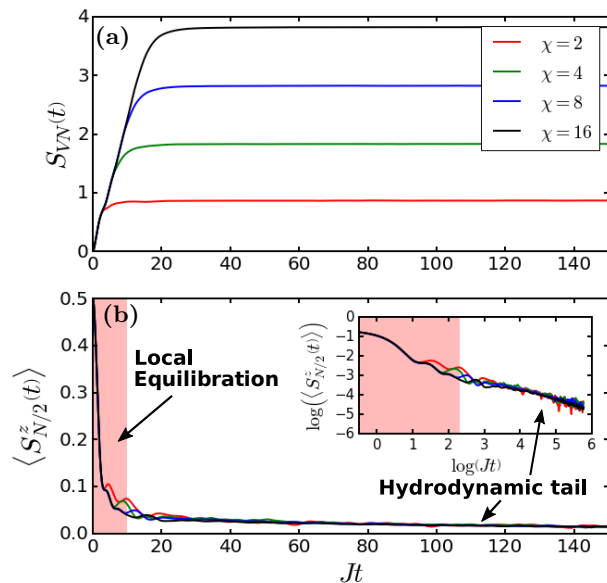 (a)
S_{VN}(t)
4
3
2
1
0
χ = 2
χ = 4
χ = 8
χ = 16
0 20 40 60 80 100 120 140
(b)
⟨S^z_{N/2}(t)⟩
0.5
0.4
0.3
0.2
0.1
0.0
Local
Equilibration
log(⟨S^z_{N/2}(t)⟩)
0
−1
−2
−3
−4
−5
−6
0 1 2 3 4 5 6
log(Jt)
Hydrodynamic tail
0 20 40 60 80 100 120 140
Jt